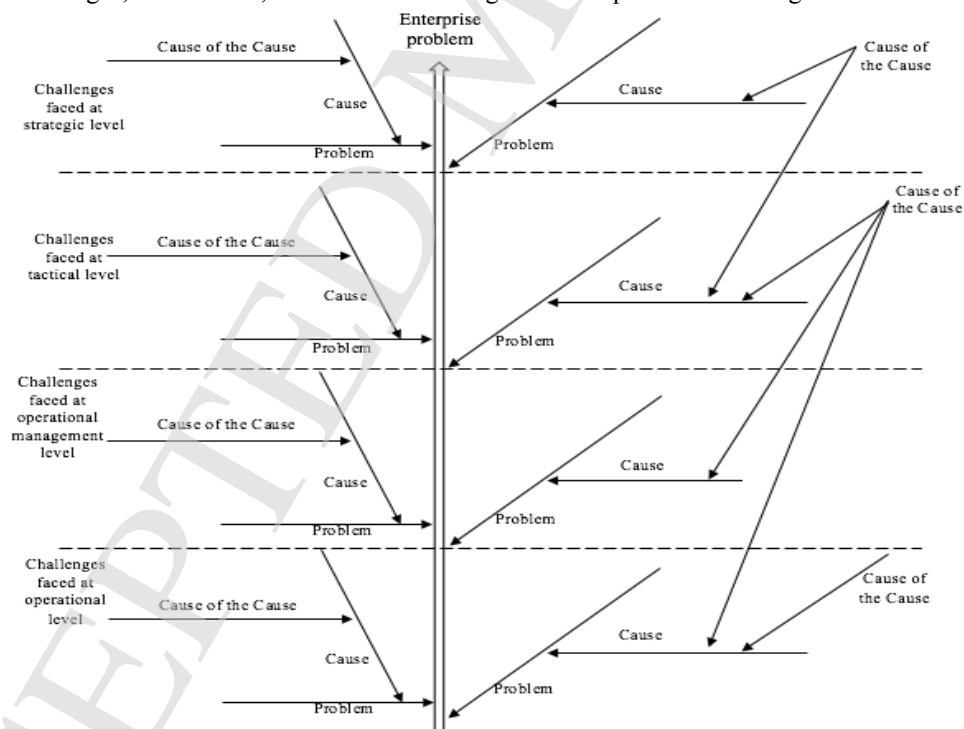 Enterprise
problem
Cause of the Cause
Cause of
the Cause
Challenges
faced at
strategic level
Cause
Cause
Problem
Problem
Cause of
the Cause
Challenges
faced at
tactical level
Cause of the Cause
Cause
Cause
Problem
Problem
Challenges
faced at
operational
management
level
Cause of the Cause
Cause
Cause
Problem
Problem
Challenges
faced at
operational
level
Cause of the Cause
Cause of
the Cause
Cause
Cause
Problem
Problem